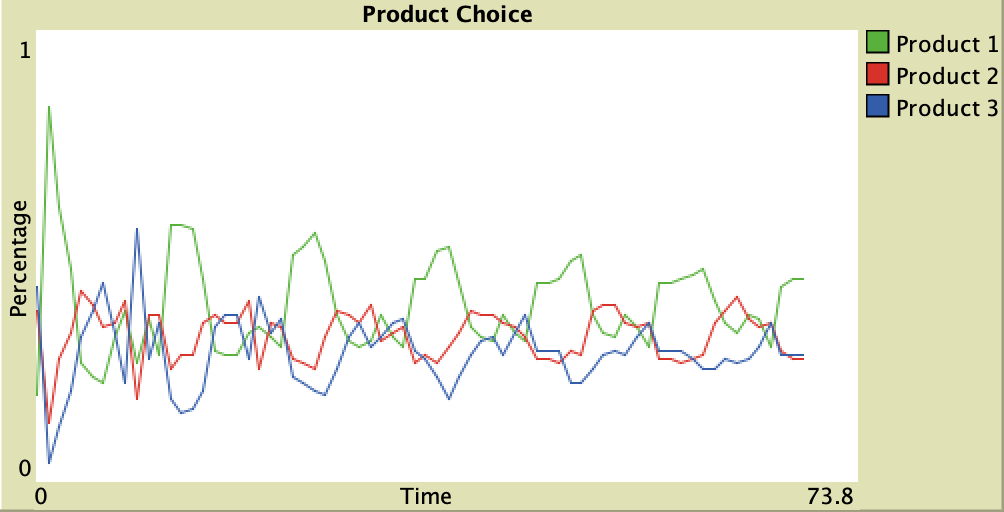 Product Choice
1
Percentage
0
0
Time
73.8
Product 1
Product 2
Product 3